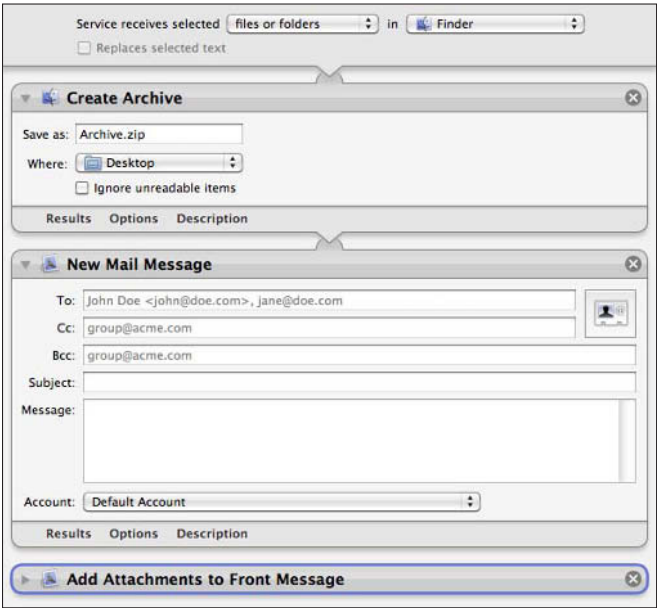 Service receives selected files or folders in Finder
Replaces selected text
Create Archive
Save as: Archive.zip
Where: Desktop
Ignore unreadable items
Results Options Description
New Mail Message
To: John Doe <john@doe.com>, jane@doe.com
Cc: group@acme.com
Bcc: group@acme.com
Subject:
Message:
Account: Default Account
Results Options Description
Add Attachments to Front Message